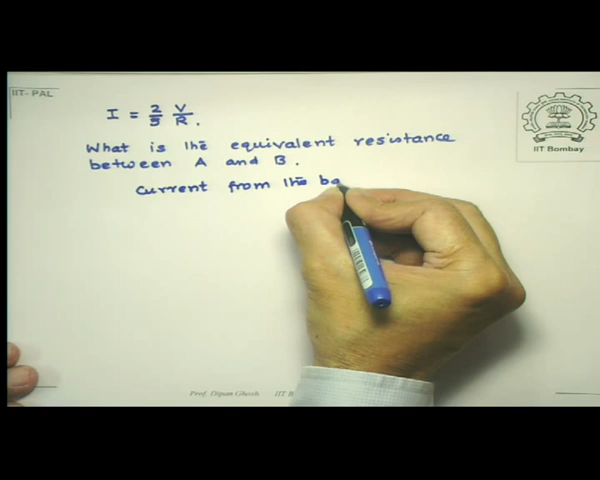 IIT- PAL
I = 2/5 V/R.
What is the equivalent resistance
between A and B.
Current from the ba
IIT Bombay
Prof. Dipan Ghosh IIT B